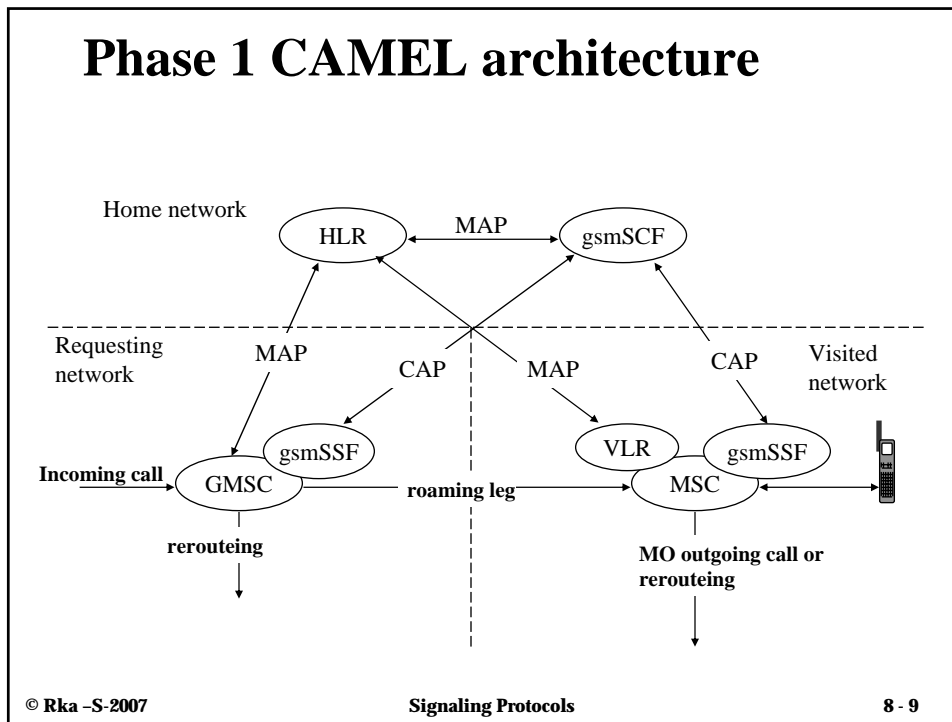 Phase 1 CAMEL architecture
Home network
HLR
MAP
gsmSCF
Requesting
network
MAP
CAP
MAP
CAP
Visited
network
gsmSSF
VLR
gsmSSF
Incoming call
GMSC
roaming leg
MSC
rerouteing
MO outgoing call or
rerouteing
© Rka –S-2007
Signaling Protocols
8 - 9